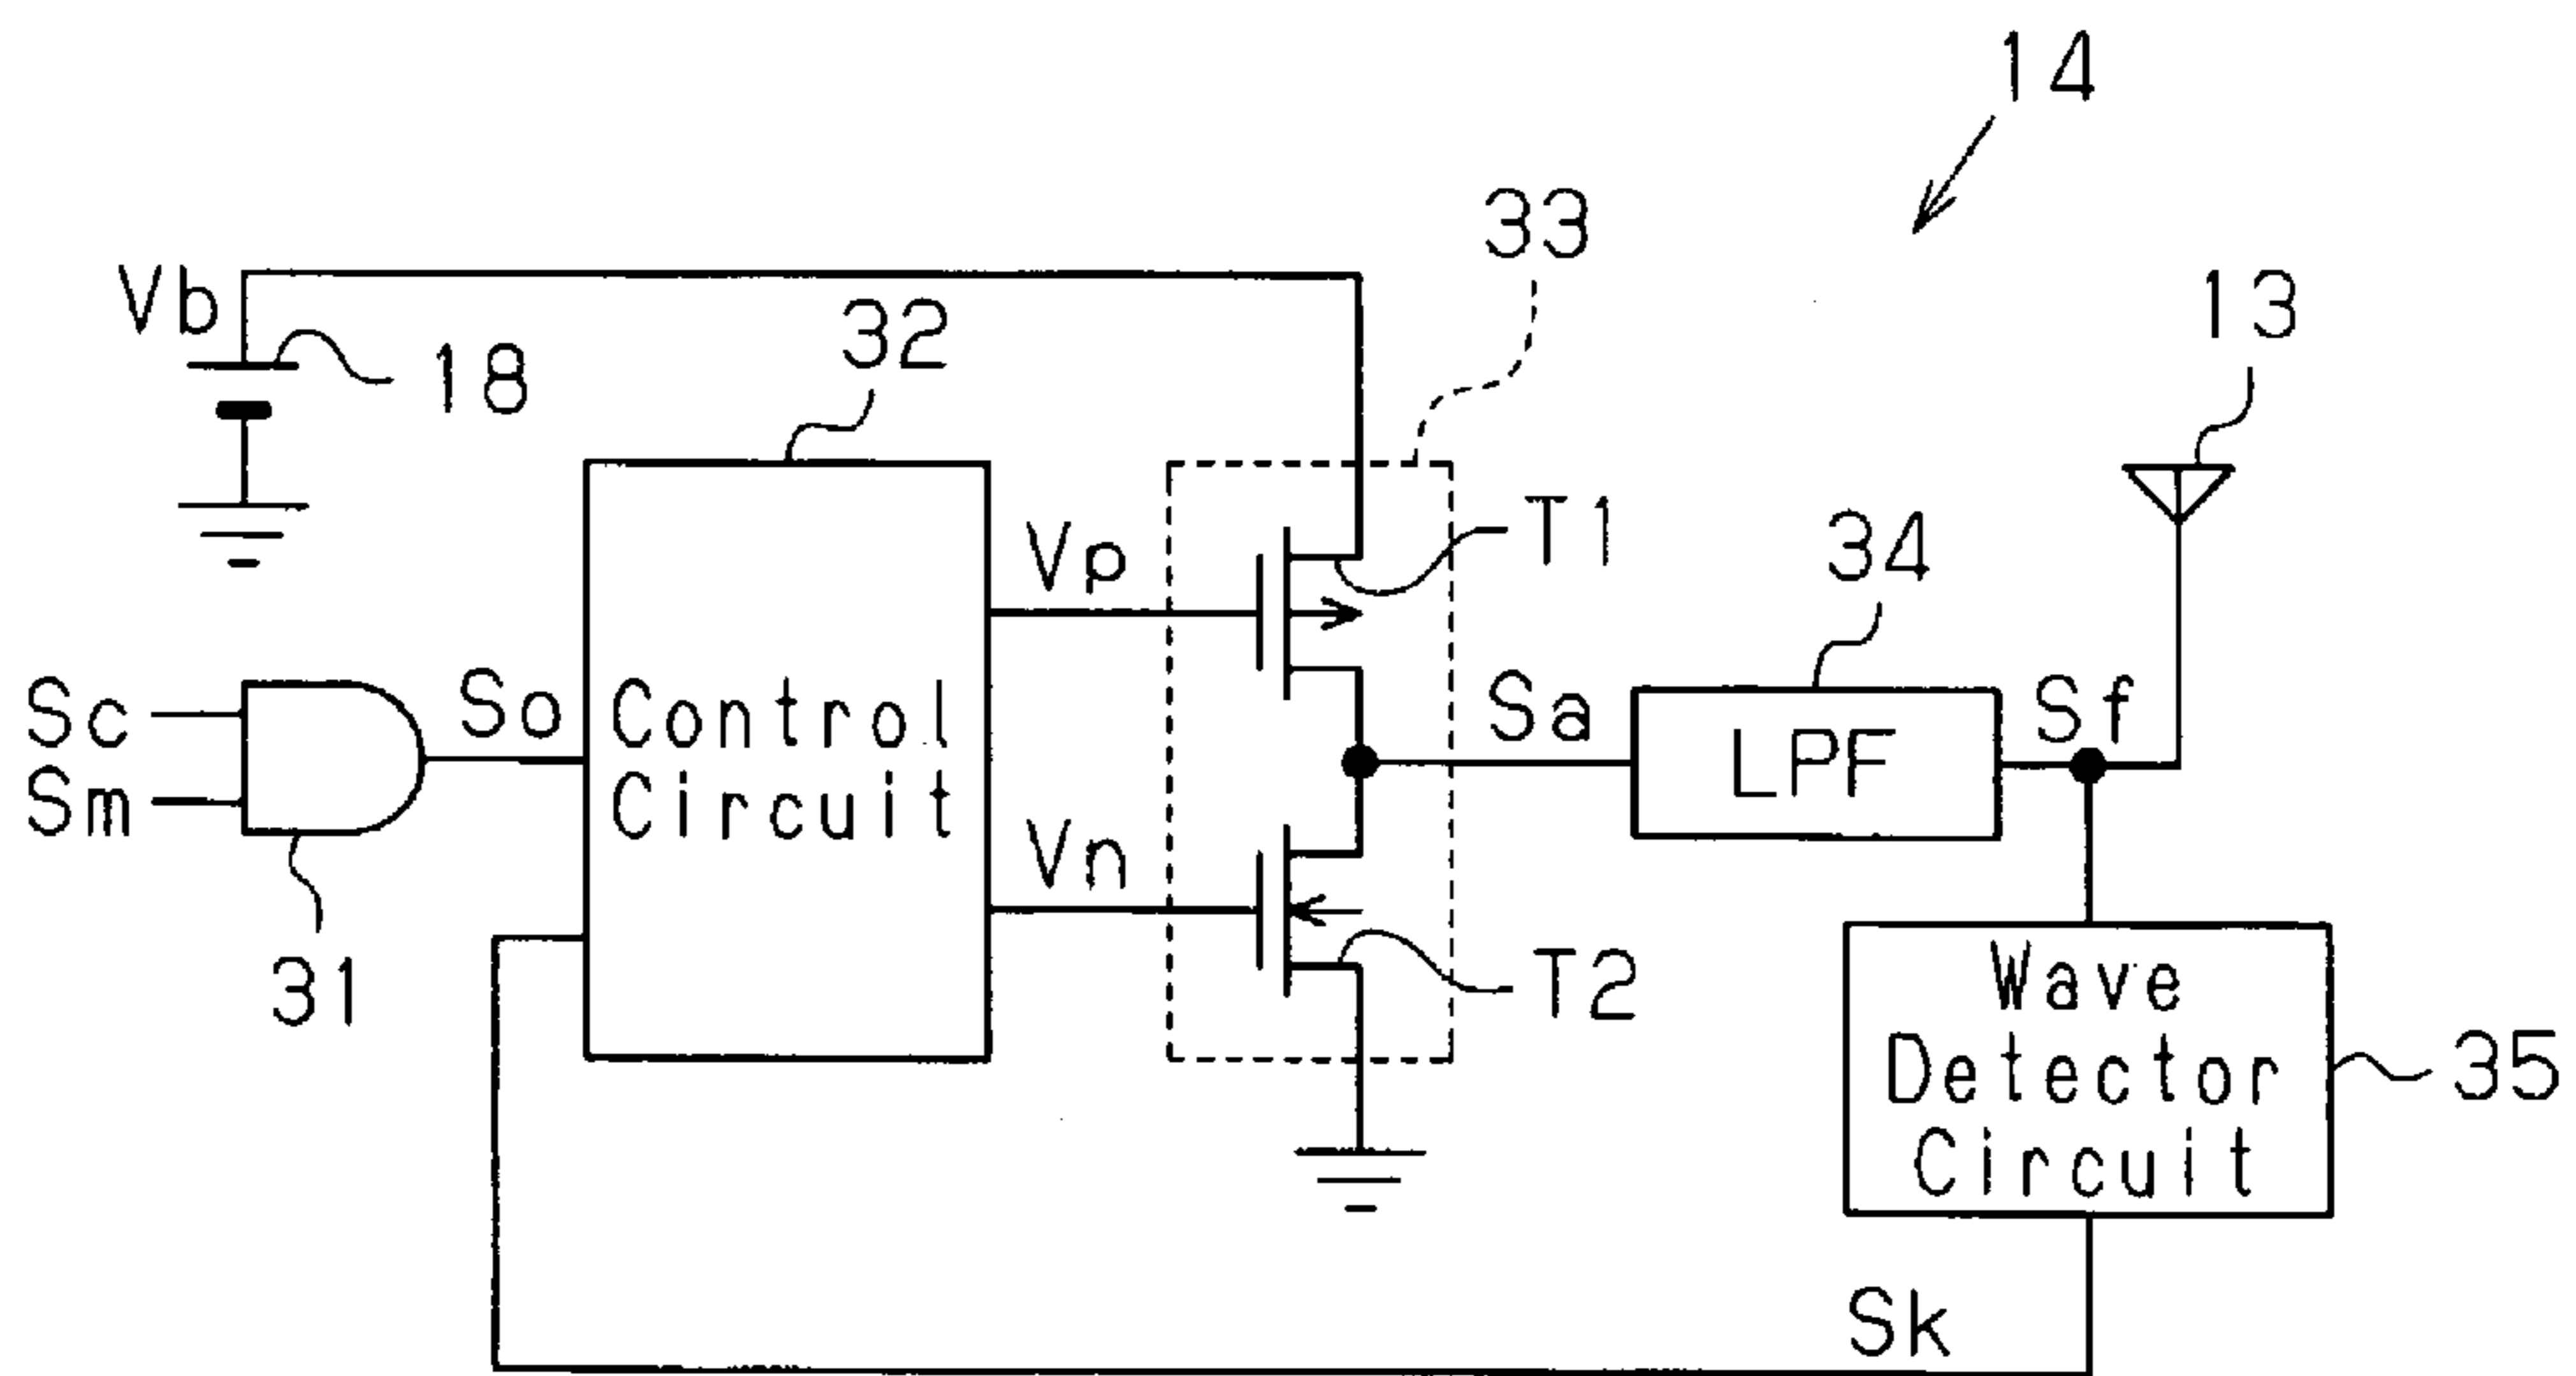 14
33
Vb
13
32
18
T1
Vp
34
Sc
So
Control
Circuit
Sa
LPF
Sf
Sm
Vn
31
T2
Wave
Detector
Circuit
35
Sk